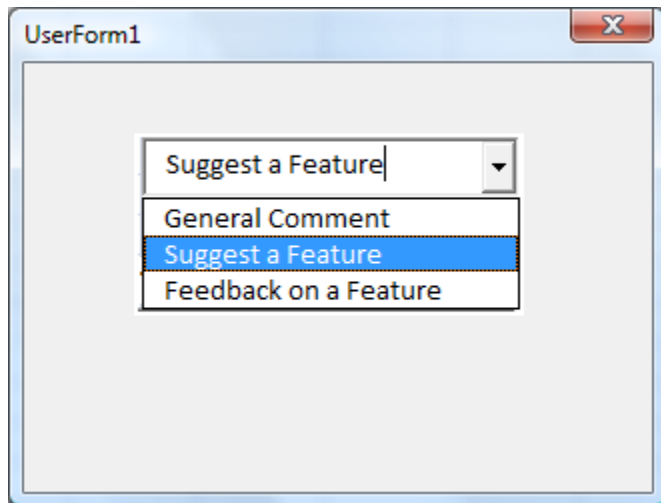 UserForm1
Suggest a Feature
General Comment
Suggest a Feature
Feedback on a Feature